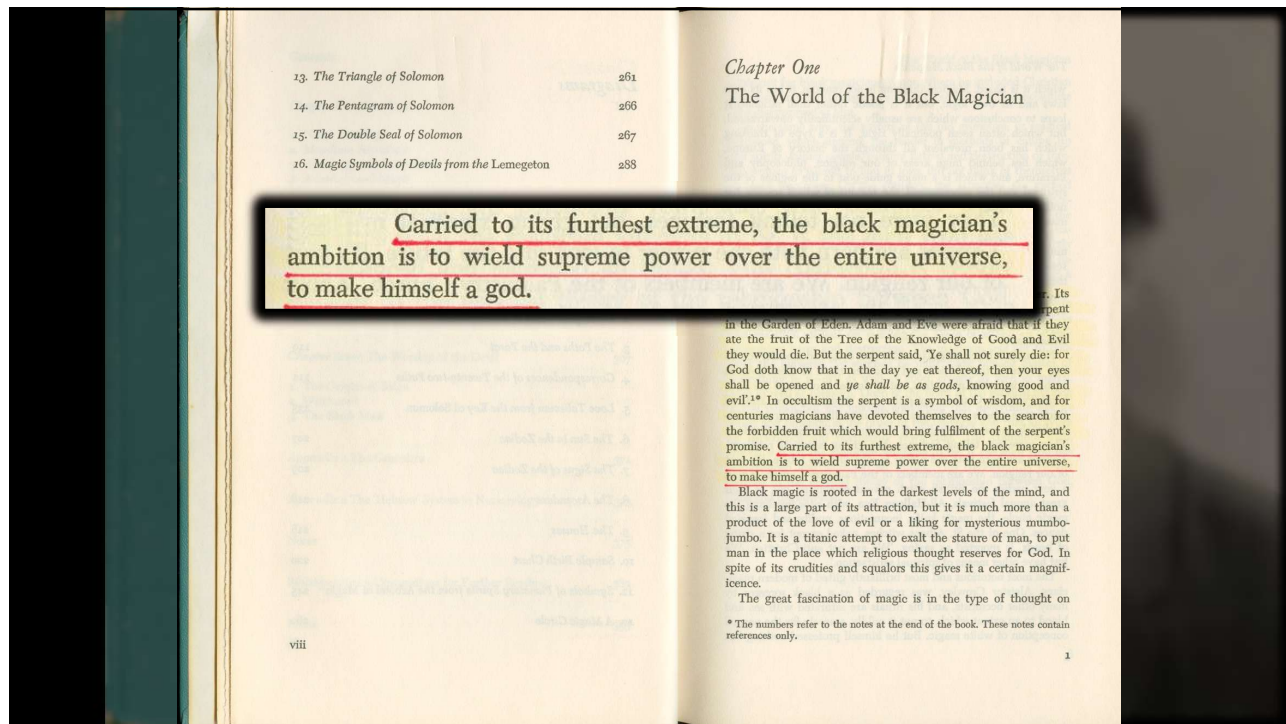 13. The Triangle of Solomon 261
14. The Pentagram of Solomon 266
15. The Double Seal of Solomon 267
16. Magic Symbols of Devils from the Lemegeton 288
viii
Chapter One
The World of the Black Magician
Carried to its furthest extreme, the black magician's
ambition is to wield supreme power over the entire universe,
to make himself a god.
Its
in the Garden of Eden. Adam and Eve were afraid that if they
ate the fruit of the Tree of the Knowledge of Good and Evil
they would die. But the serpent said, 'Ye shall not surely die: for
God doth know that in the day ye eat thereof, then your eyes
shall be opened and ye shall be as gods, knowing good and
evil'.¹* In occultism the serpent is a symbol of wisdom, and for
centuries magicians have devoted themselves to the search for
the forbidden fruit which would bring fulfilment of the serpent's
promise. Carried to its furthest extreme, the black magician's
ambition is to wield supreme power over the entire universe,
to make himself a god.
Black magic is rooted in the darkest levels of the mind, and
this is a large part of its attraction, but it is much more than a
product of the love of evil or a liking for mysterious mumbo-
jumbo. It is a titanic attempt to exalt the stature of man, to put
man in the place which religious thought reserves for God. In
spite of its crudities and squalors this gives it a certain magnif-
icence.
The great fascination of magic is in the type of thought on
* The numbers refer to the notes at the end of the book. These notes contain
references only.
1